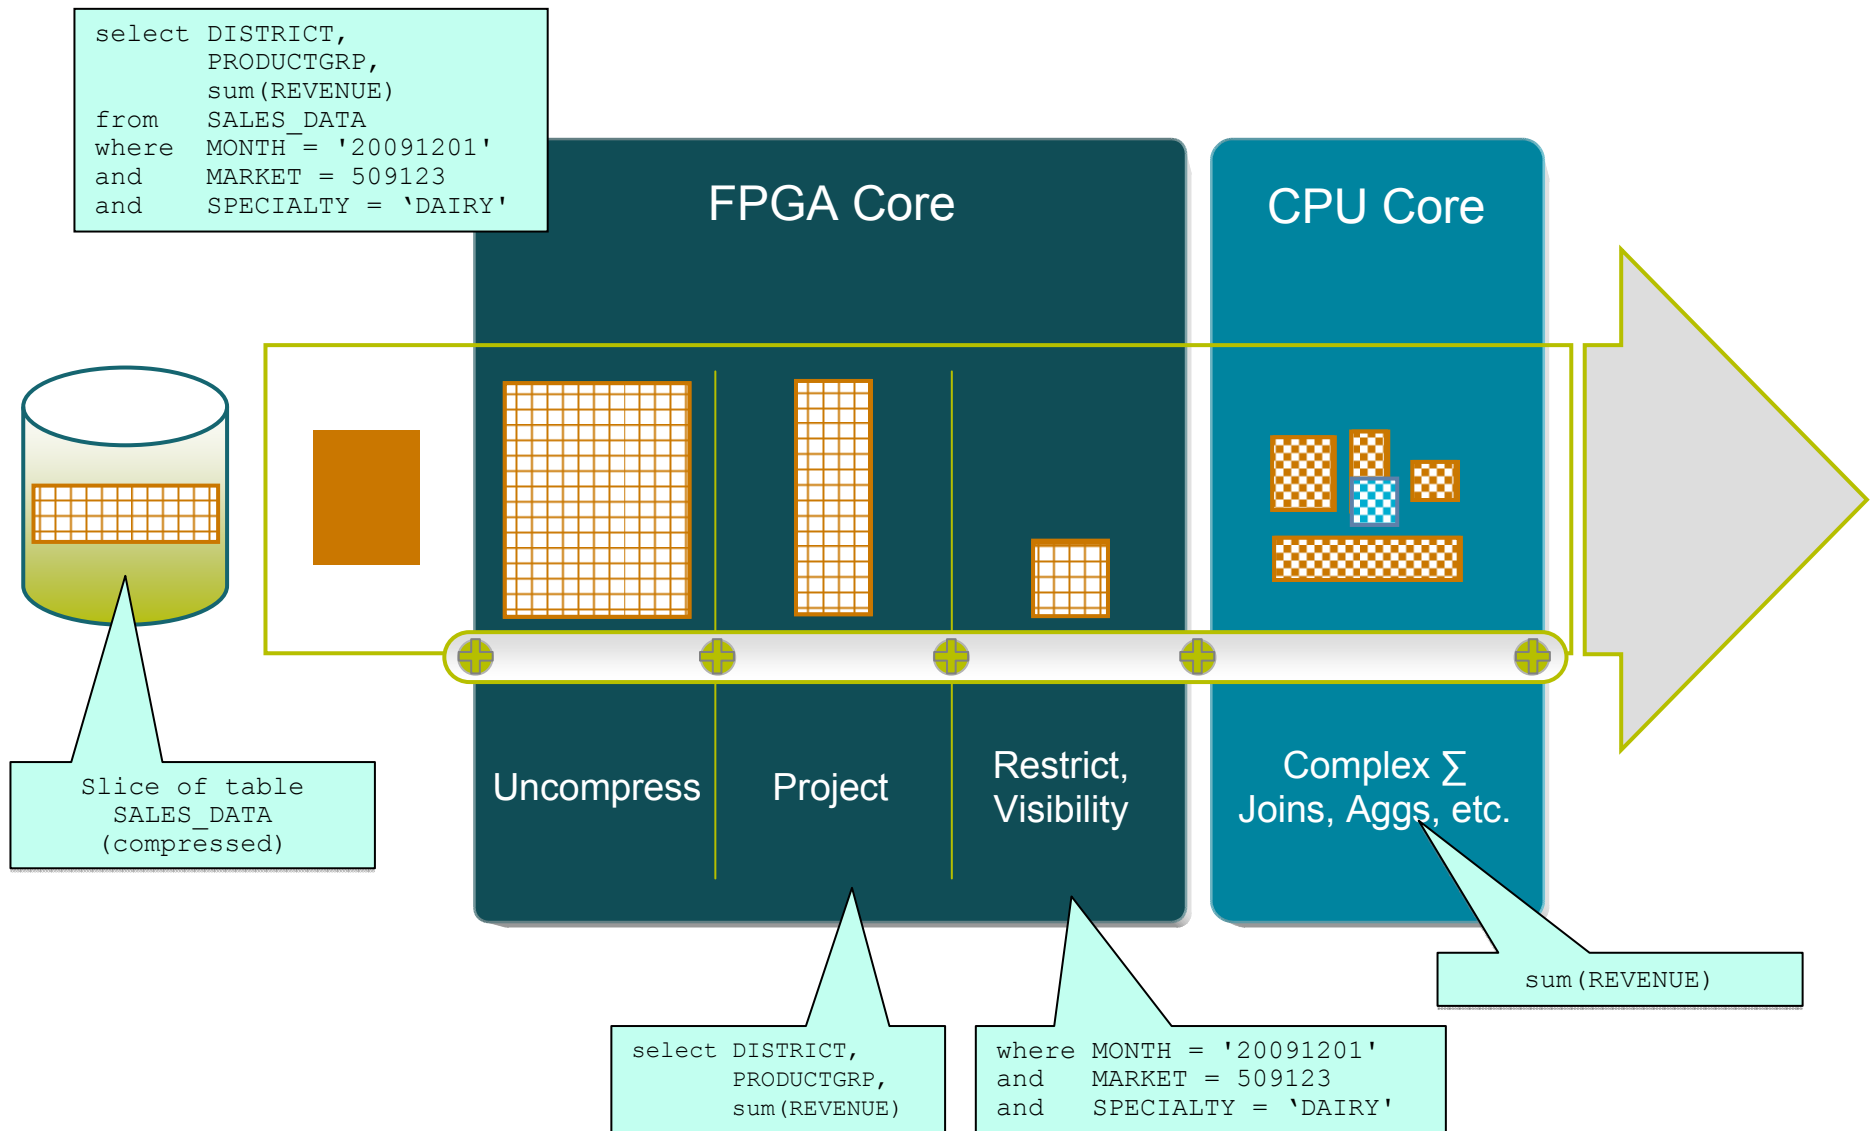 select DISTRICT,
PRODUCTGRP,
sum(REVENUE)
from SALES_DATA
where MONTH = '20091201'
and MARKET = 509123
and SPECIALTY = ‘DAIRY'
FPGA Core
CPU Core
Uncompress
Project
Restrict,
Visibility
Complex ∑
Joins, Aggs, etc.
Slice of table
SALES_DATA
(compressed)
sum(REVENUE)
select DISTRICT,
PRODUCTGRP,
sum(REVENUE)
where MONTH = '20091201'
and MARKET = 509123
and SPECIALTY = ‘DAIRY'